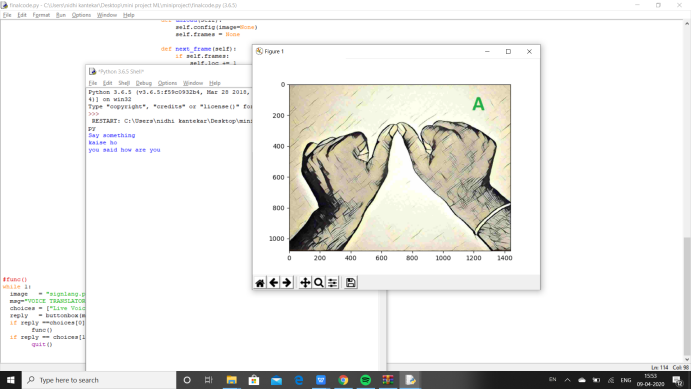 finalcode.py - C:\Users\nidhi kantekar\Desktop\mini project ML\miniproject\finalcode.py (3.6.5)
File Edit Format Run Options Window Help
self.config(image=None)
self.frames = None
def next_frame(self):
if self.frames:
self.loc += 1
*Python 3.6.5 Shell*
File Edit Shell Debug Options Window Help
Python 3.6.5 (v3.6.5:f59c0932b4, Mar 28 2018,
4)] on win32
Type "copyright", "credits" or "license()" for
>>>
RESTART: C:\Users\nidhi kantekar\Desktop\mini
py
Say something
kaise ho
you said how are you
Figure 1
A
0
200
400
600
800
1000
0 200 400 600 800 1000 1200 1400
#func()
while 1:
image = "signlang.p
msg="VOICE TRANSLATOR
choices = ["Live Voic
reply = buttonbox(m
if reply ==choices[0]
func()
if reply == choices[1
quit()
Ln: 114 Col: 98
Type here to search
EN
15:53
09-04-2020